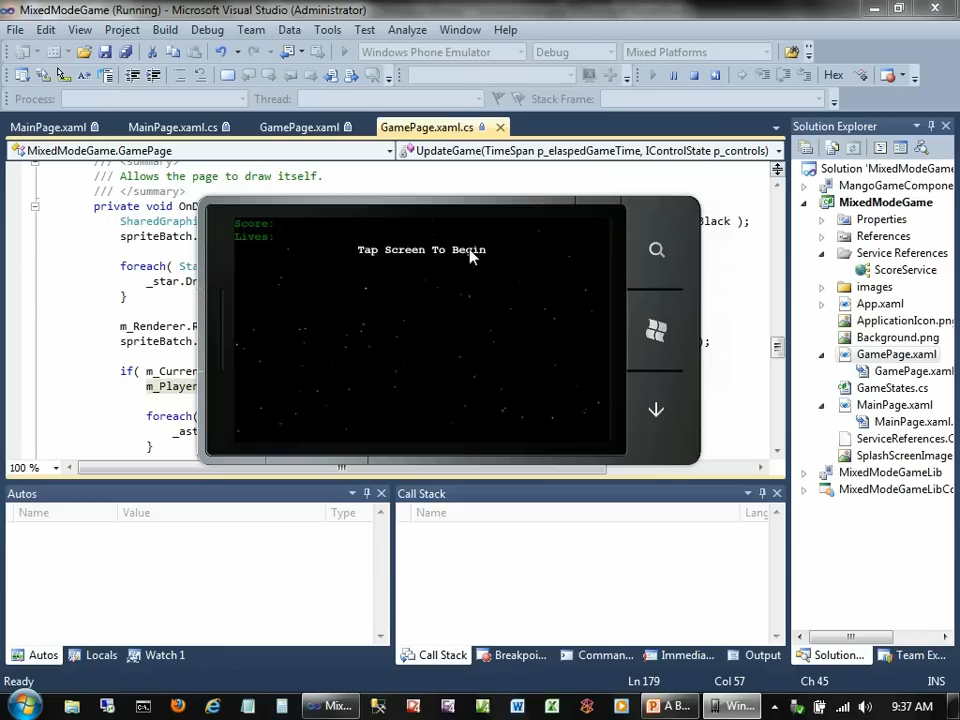 MixedModeGame (Running) - Microsoft Visual Studio (Administrator)
File Edit View Project Build Debug Team Data Tools Test Analyze Window Help
Windows Phone Emulator Debug Mixed Platforms
Hex
Process: Thread: Stack Frame:
MainPage.xaml MainPage.xaml.cs GamePage.xaml GamePage.xaml.cs
MixedModeGame.GamePage UpdateGame(TimeSpan p_elaspedGameTime, IControlState p_controls)
/// <summary>
/// Allows the page to draw itself.
/// </summary>
private void OnD
SharedGraphi Black );
spriteBatch.
foreach( Sta
_star.Dr
}
m_Renderer.R
spriteBatch. );
if( m_Curren
m_Player
foreach(
_ast
}
100 %
Score:
Lives:
Tap Screen To Begin
Autos
Name Value Type
Call Stack
Name Lang
Autos Locals Watch 1
Call Stack Breakpoi... Comman... Immedia... Output
Solution Explorer
Solution 'MixedModeGame
MangoGameCompone
MixedModeGame
Properties
References
Service References
ScoreService
images
App.xaml
ApplicationIcon.pn
Background.png
GamePage.xaml
GamePage.xaml
GameStates.cs
MainPage.xaml
MainPage.xaml.
ServiceReferences.C
SplashScreenImage
MixedModeGameLib
MixedModeGameLibCo
Solution... Team Ex...
Ready Ln 179 Col 57 Ch 45 INS
Mix... A B... Win... 9:37 AM